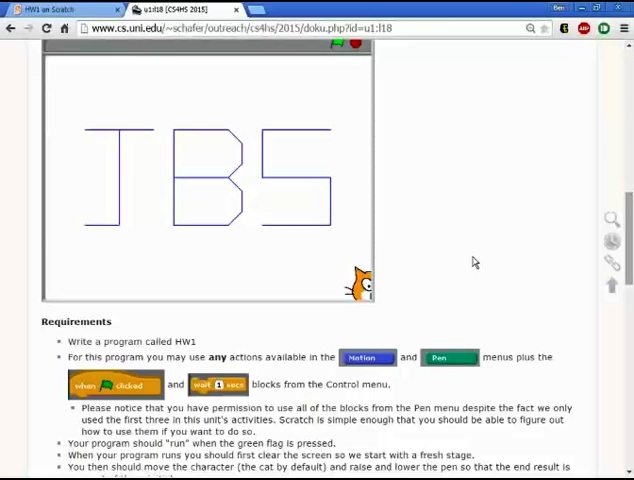 HW1 on Scratch
u1:l18 [CS4HS 2015]
Ben
www.cs.uni.edu/~schafer/outreach/cs4hs/2015/doku.php?id=u1:l18
JBS
Requirements
Write a program called HW1
For this program you may use any actions available in the Motion and Pen menus plus the
when clicked and wait 1 secs blocks from the Control menu.
Please notice that you have permission to use all of the blocks from the Pen menu despite the fact we only
used the first three in this unit's activities. Scratch is simple enough that you should be able to figure out
how to use them if you want to do so.
Your program should "run" when the green flag is pressed.
When your program runs you should first clear the screen so we start with a fresh stage.
You then should move the character (the cat by default) and raise and lower the pen so that the end result is